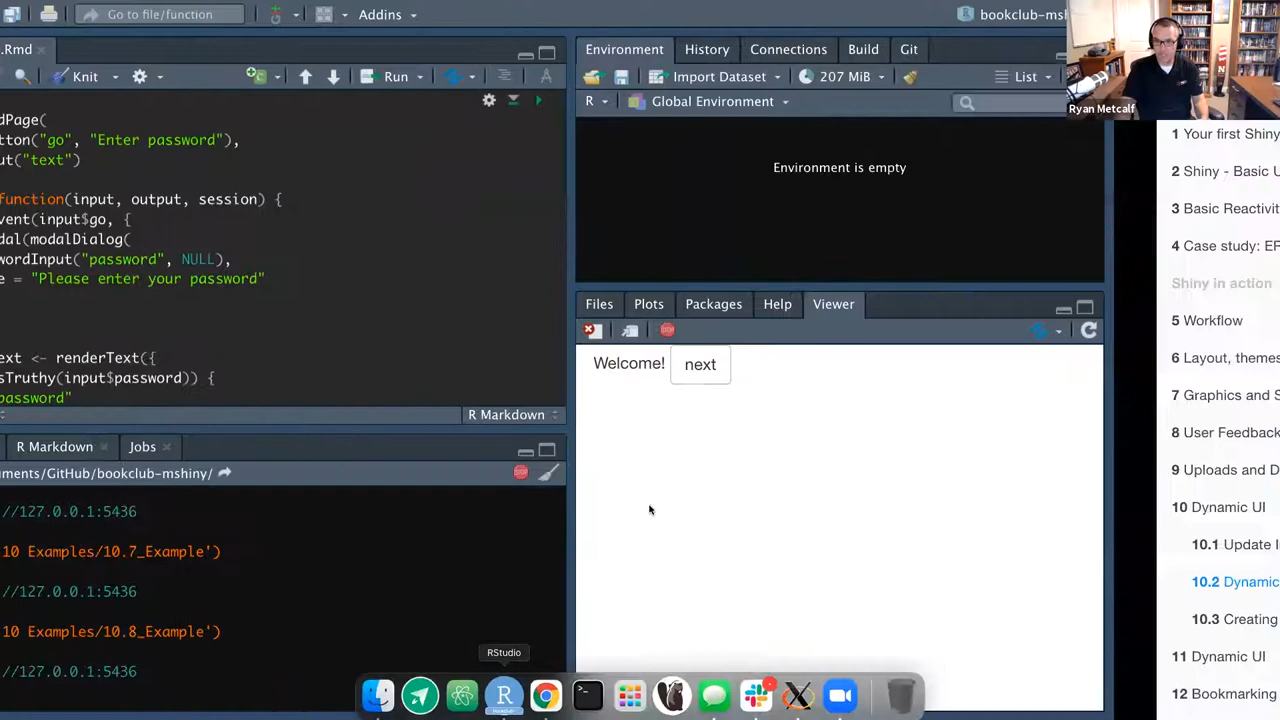 Go to file/function
Addins
bookclub-msh
.Rmd
Knit
Run
dPage(
tton("go", "Enter password"),
ut("text")
function(input, output, session) {
vent(input$go, {
dal(modalDialog(
wordInput("password", NULL),
e = "Please enter your password"
ext <- renderText({
sTruthy(input$password)) {
password"
R Markdown
R Markdown
Jobs
ments/GitHub/bookclub-mshiny/
//127.0.0.1:5436
10 Examples/10.7_Example')
//127.0.0.1:5436
10 Examples/10.8_Example')
//127.0.0.1:5436
Environment
History
Connections
Build
Git
Import Dataset
207 MiB
List
R
Global Environment
Environment is empty
Files
Plots
Packages
Help
Viewer
Welcome!
next
RStudio
Ryan Metcalf
1 Your first Shiny
2 Shiny - Basic U
3 Basic Reactivit
4 Case study: ER
Shiny in action
5 Workflow
6 Layout, themes
7 Graphics and S
8 User Feedback
9 Uploads and D
10 Dynamic UI
10.1 Update I
10.2 Dynamic
10.3 Creating
11 Dynamic UI
12 Bookmarking